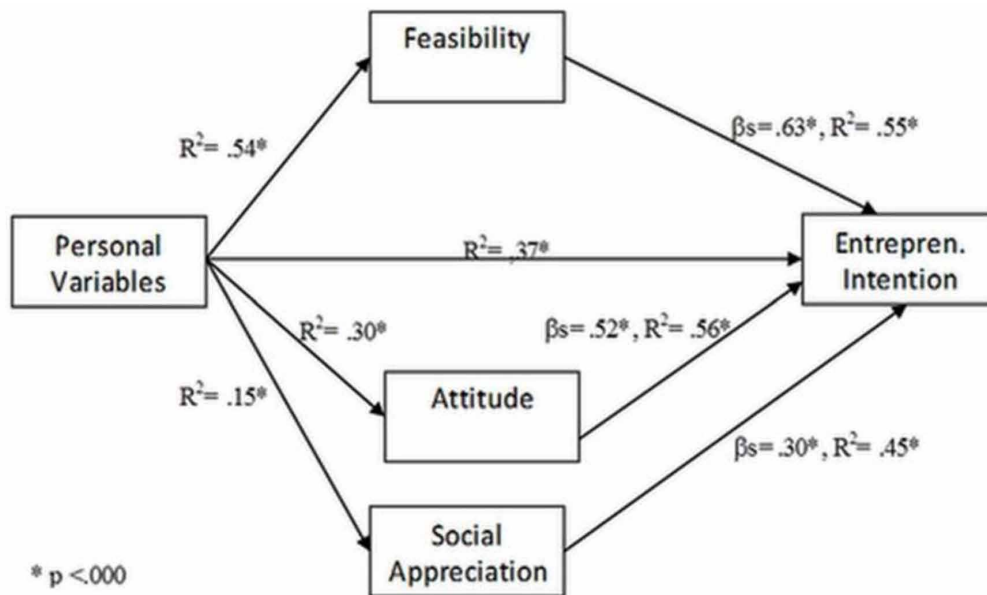 Feasibility
βs=.63*, R²=.55*
R²= .54*
Personal
Variables
R²= ,37*
Entrepren.
Intention
R²= .30*
βs=.52*, R²=.56*
R²= .15*
Attitude
βs=.30*, R²=.45*
Social
Appreciation
* p <.000